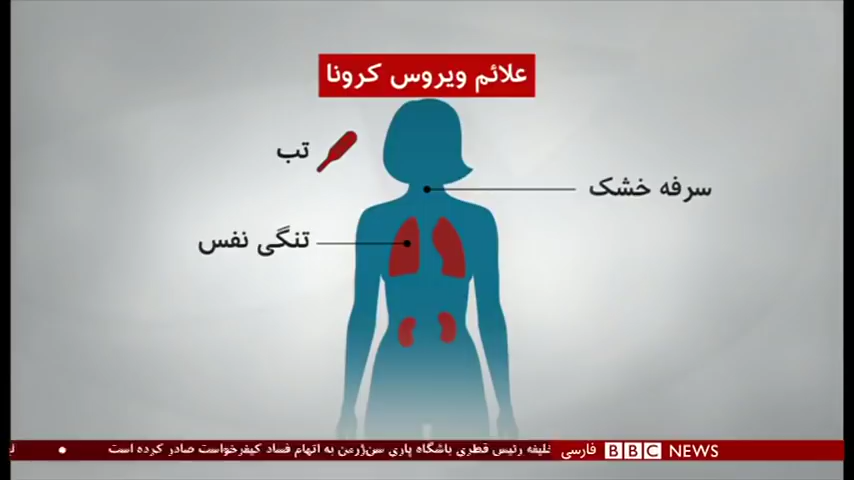 علائم ویروس کرونا
تب
سرفه خشک
تنگی نفس
خلیفه رئیس قطری باشگاه پاری سن‌ژرمن به اتهام فساد کیفرخواست صادر کرده است
BBC NEWS فارسی